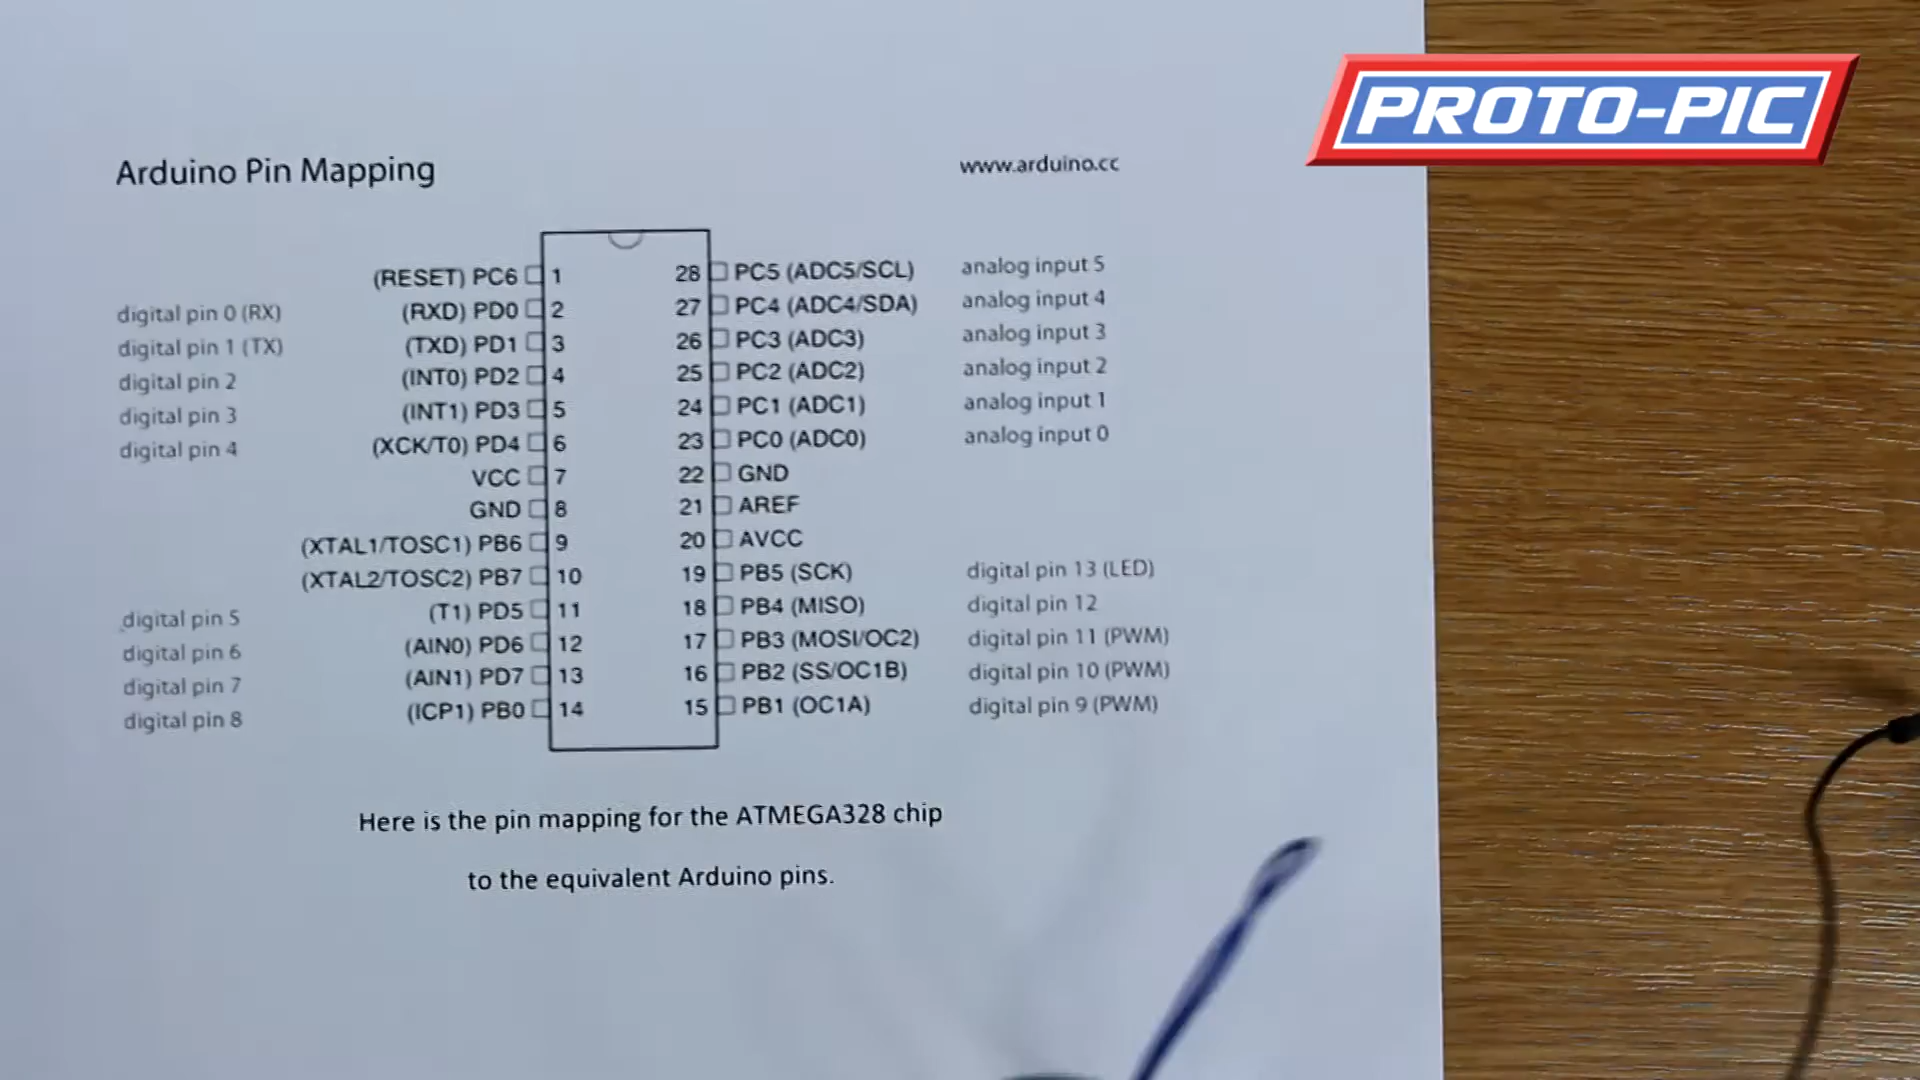 PROTO-PIC
Arduino Pin Mapping
www.arduino.cc
(RESET) PC6 1 28 PC5 (ADC5/SCL) analog input 5
digital pin 0 (RX) (RXD) PD0 2 27 PC4 (ADC4/SDA) analog input 4
digital pin 1 (TX) (TXD) PD1 3 26 PC3 (ADC3) analog input 3
digital pin 2 (INT0) PD2 4 25 PC2 (ADC2) analog input 2
digital pin 3 (INT1) PD3 5 24 PC1 (ADC1) analog input 1
digital pin 4 (XCK/T0) PD4 6 23 PC0 (ADC0) analog input 0
VCC 7 22 GND
GND 8 21 AREF
(XTAL1/TOSC1) PB6 9 20 AVCC
(XTAL2/TOSC2) PB7 10 19 PB5 (SCK) digital pin 13 (LED)
digital pin 5 (T1) PD5 11 18 PB4 (MISO) digital pin 12
digital pin 6 (AIN0) PD6 12 17 PB3 (MOSI/OC2) digital pin 11 (PWM)
digital pin 7 (AIN1) PD7 13 16 PB2 (SS/OC1B) digital pin 10 (PWM)
digital pin 8 (ICP1) PB0 14 15 PB1 (OC1A) digital pin 9 (PWM)
Here is the pin mapping for the ATMEGA328 chip
to the equivalent Arduino pins.